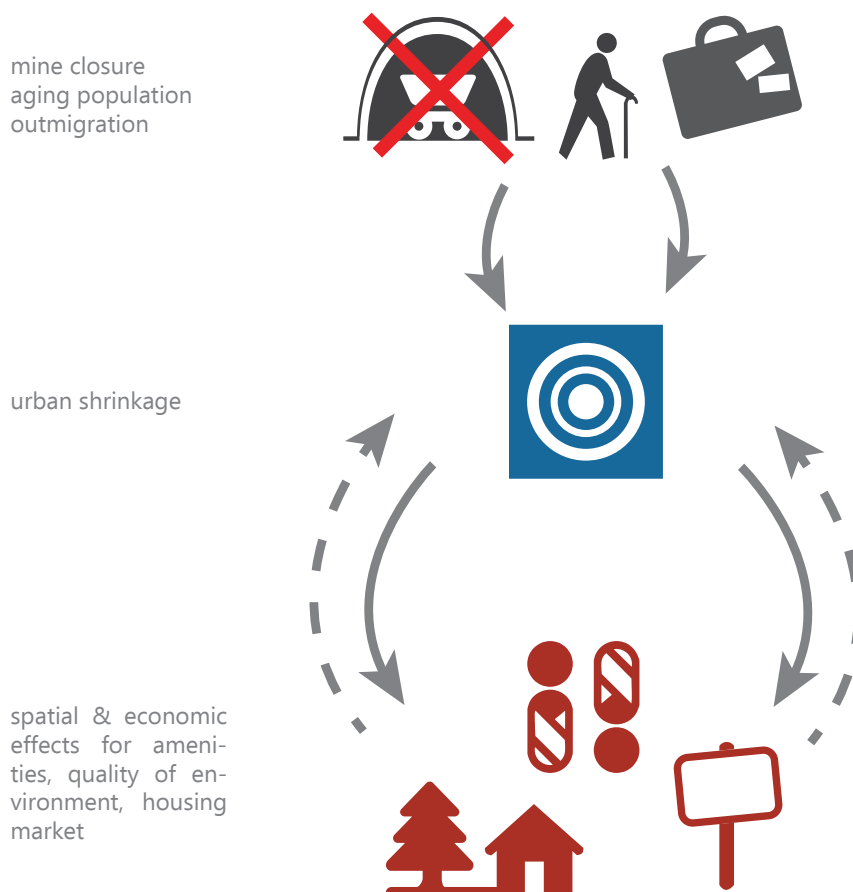 mine closure
aging population
outmigration
urban shrinkage
spatial & economic
effects for ameni-
ties, quality of en-
vironment, housing
market